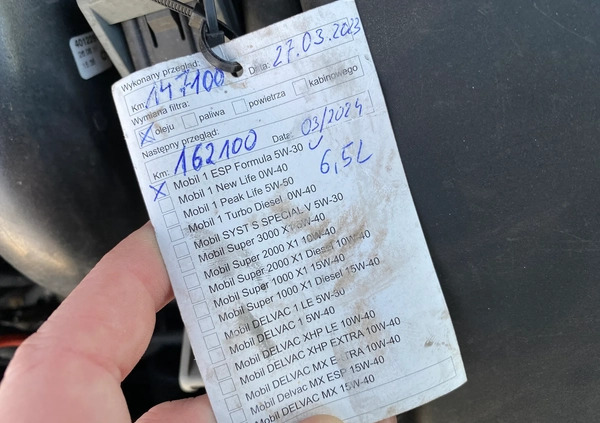 Wykonany przegląd:
Km: 147100 Data: 27.03.2023
Wymiena filtra:
X oleju paliwa powietrza kabinowego
Następny przegląd:
Km: 162100 Data: 03/2024
X Mobil 1 ESP Formula 5W-30 ✓ 6,5L
Mobil 1 New Life 0W-40
Mobil 1 Peak Life 5W-50
Mobil 1 Turbo Diesel 0W-40
Mobil SYST S SPECIAL V 5W-30
Mobil Super 3000 X1 5W-40
Mobil Super 2000 X1 10W-40
Mobil Super 2000 X1 Diesel 10W-40
Mobil Super 1000 X1 15W-40
Mobil Super 1000 X1 Diesel 15W-40
Mobil DELVAC 1 LE 5W-30
Mobil DELVAC 1 5W-40
Mobil DELVAC XHP LE 10W-40
Mobil DELVAC XHP EXTRA 10W-40
Mobil DELVAC MX EXTRA 10W-40
Mobil Delvac MX ESP 15W-40
Mobil DELVAC MX 15W-40